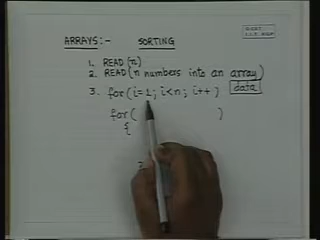 ARRAYS:- SORTING
1. READ (n)
2. READ (n numbers into an array)
3. for (i=1; i<n; i++) data
for( )
{